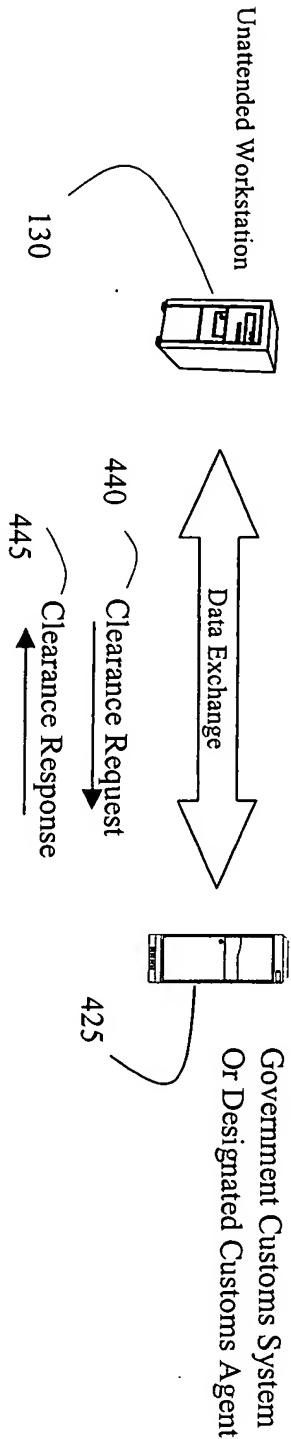 Unattended Workstation
130
Data Exchange
440
Clearance Request
445
Clearance Response
425
Government Customs System
Or Designated Customs Agent